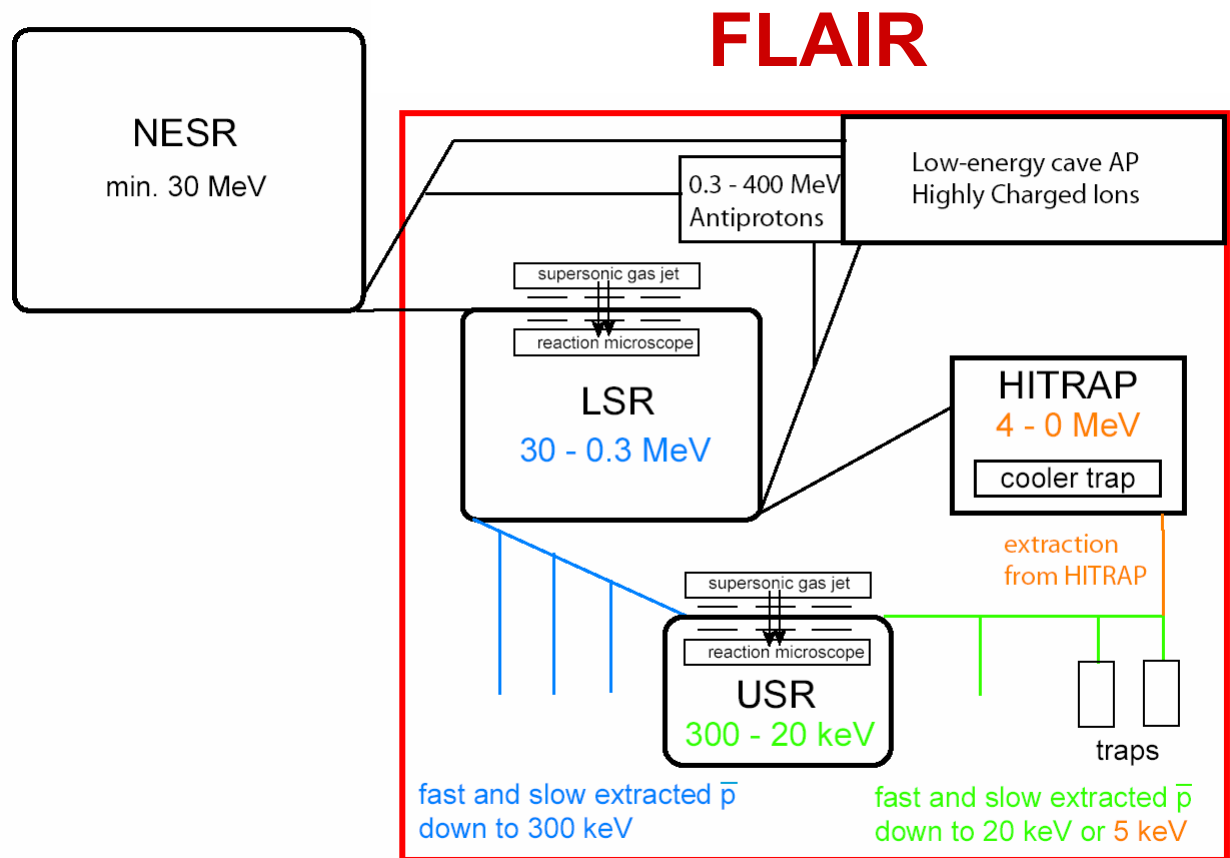 FLAIR
NESR
min. 30 MeV
0.3 - 400 MeV
Antiprotons
Low-energy cave AP
Highly Charged Ions
supersonic gas jet
reaction microscope
LSR
30 - 0.3 MeV
HITRAP
4 - 0 MeV
cooler trap
extraction
from HITRAP
supersonic gas jet
reaction microscope
USR
300 - 20 keV
traps
fast and slow extracted p̅
down to 300 keV
fast and slow extracted p̅
down to 20 keV or 5 keV